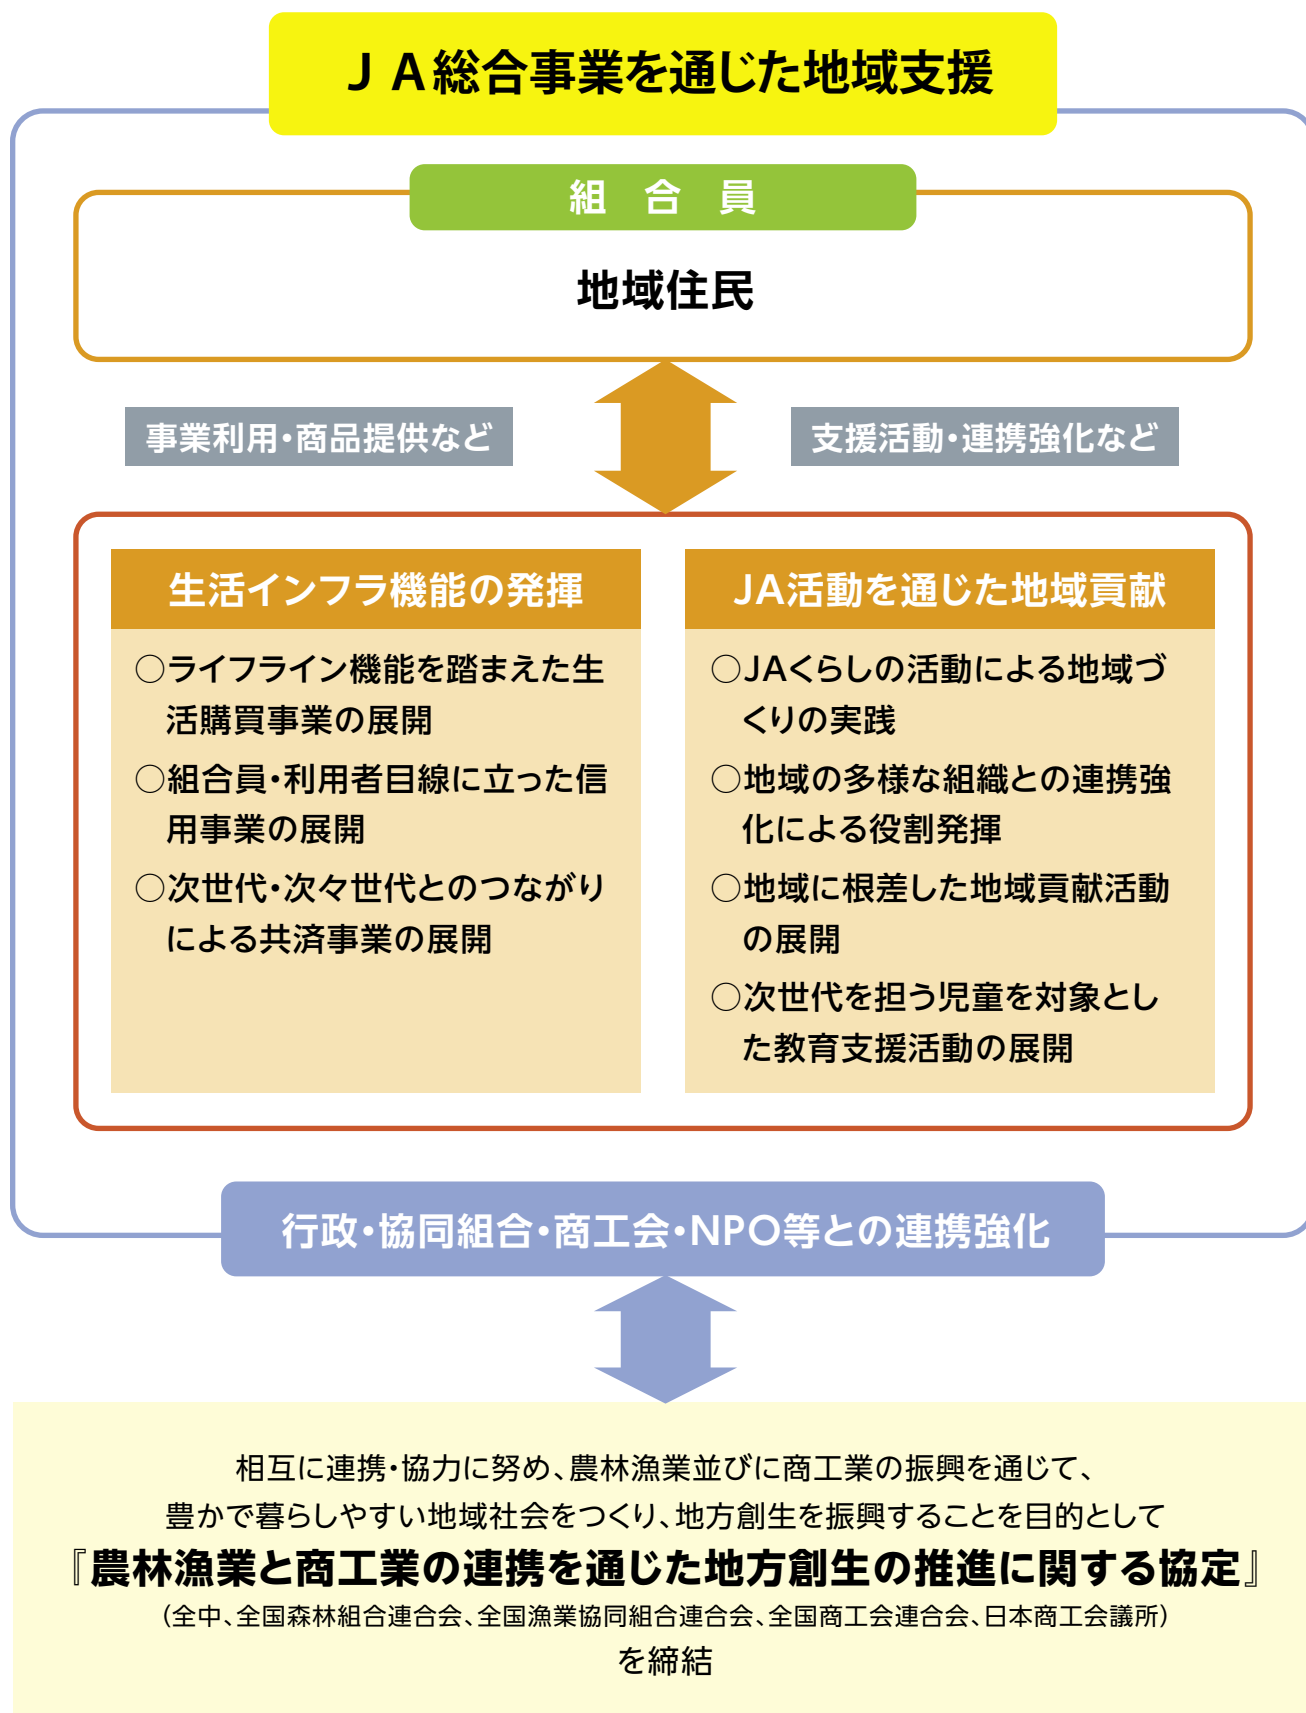 ＪＡ総合事業を通じた地域支援
組　合　員
地域住民
事業利用・商品提供など
支援活動・連携強化など
生活インフラ機能の発揮
○ライフライン機能を踏まえた生
活購買事業の展開
○組合員・利用者目線に立った信
用事業の展開
○次世代・次々世代とのつながり
による共済事業の展開
JA活動を通じた地域貢献
○JAくらしの活動による地域づ
くりの実践
○地域の多様な組織との連携強
化による役割発揮
○地域に根差した地域貢献活動
の展開
○次世代を担う児童を対象とし
た教育支援活動の展開
行政・協同組合・商工会・NPO等との連携強化
相互に連携・協力に努め、農林漁業並びに商工業の振興を通じて、
豊かで暮らしやすい地域社会をつくり、地方創生を振興することを目的として
『農林漁業と商工業の連携を通じた地方創生の推進に関する協定』
（全中、全国森林組合連合会、全国漁業協同組合連合会、全国商工会連合会、日本商工会議所）
を締結